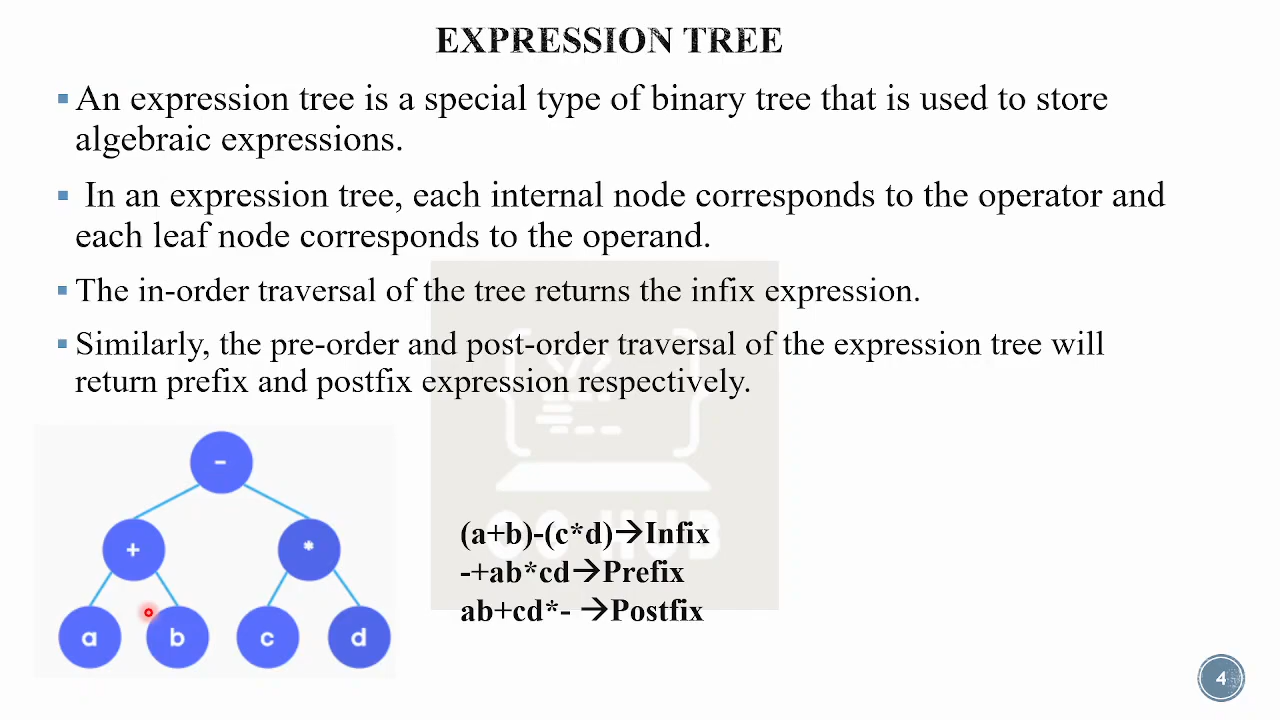 EXPRESSION TREE
▪An expression tree is a special type of binary tree that is used to store
algebraic expressions.
▪ In an expression tree, each internal node corresponds to the operator and
each leaf node corresponds to the operand.
▪The in-order traversal of the tree returns the infix expression.
▪Similarly, the pre-order and post-order traversal of the expression tree will
return prefix and postfix expression respectively.
-
+ *
a b c d
(a+b)-(c*d)→Infix
-+ab*cd→Prefix
ab+cd*- →Postfix
HUB
4